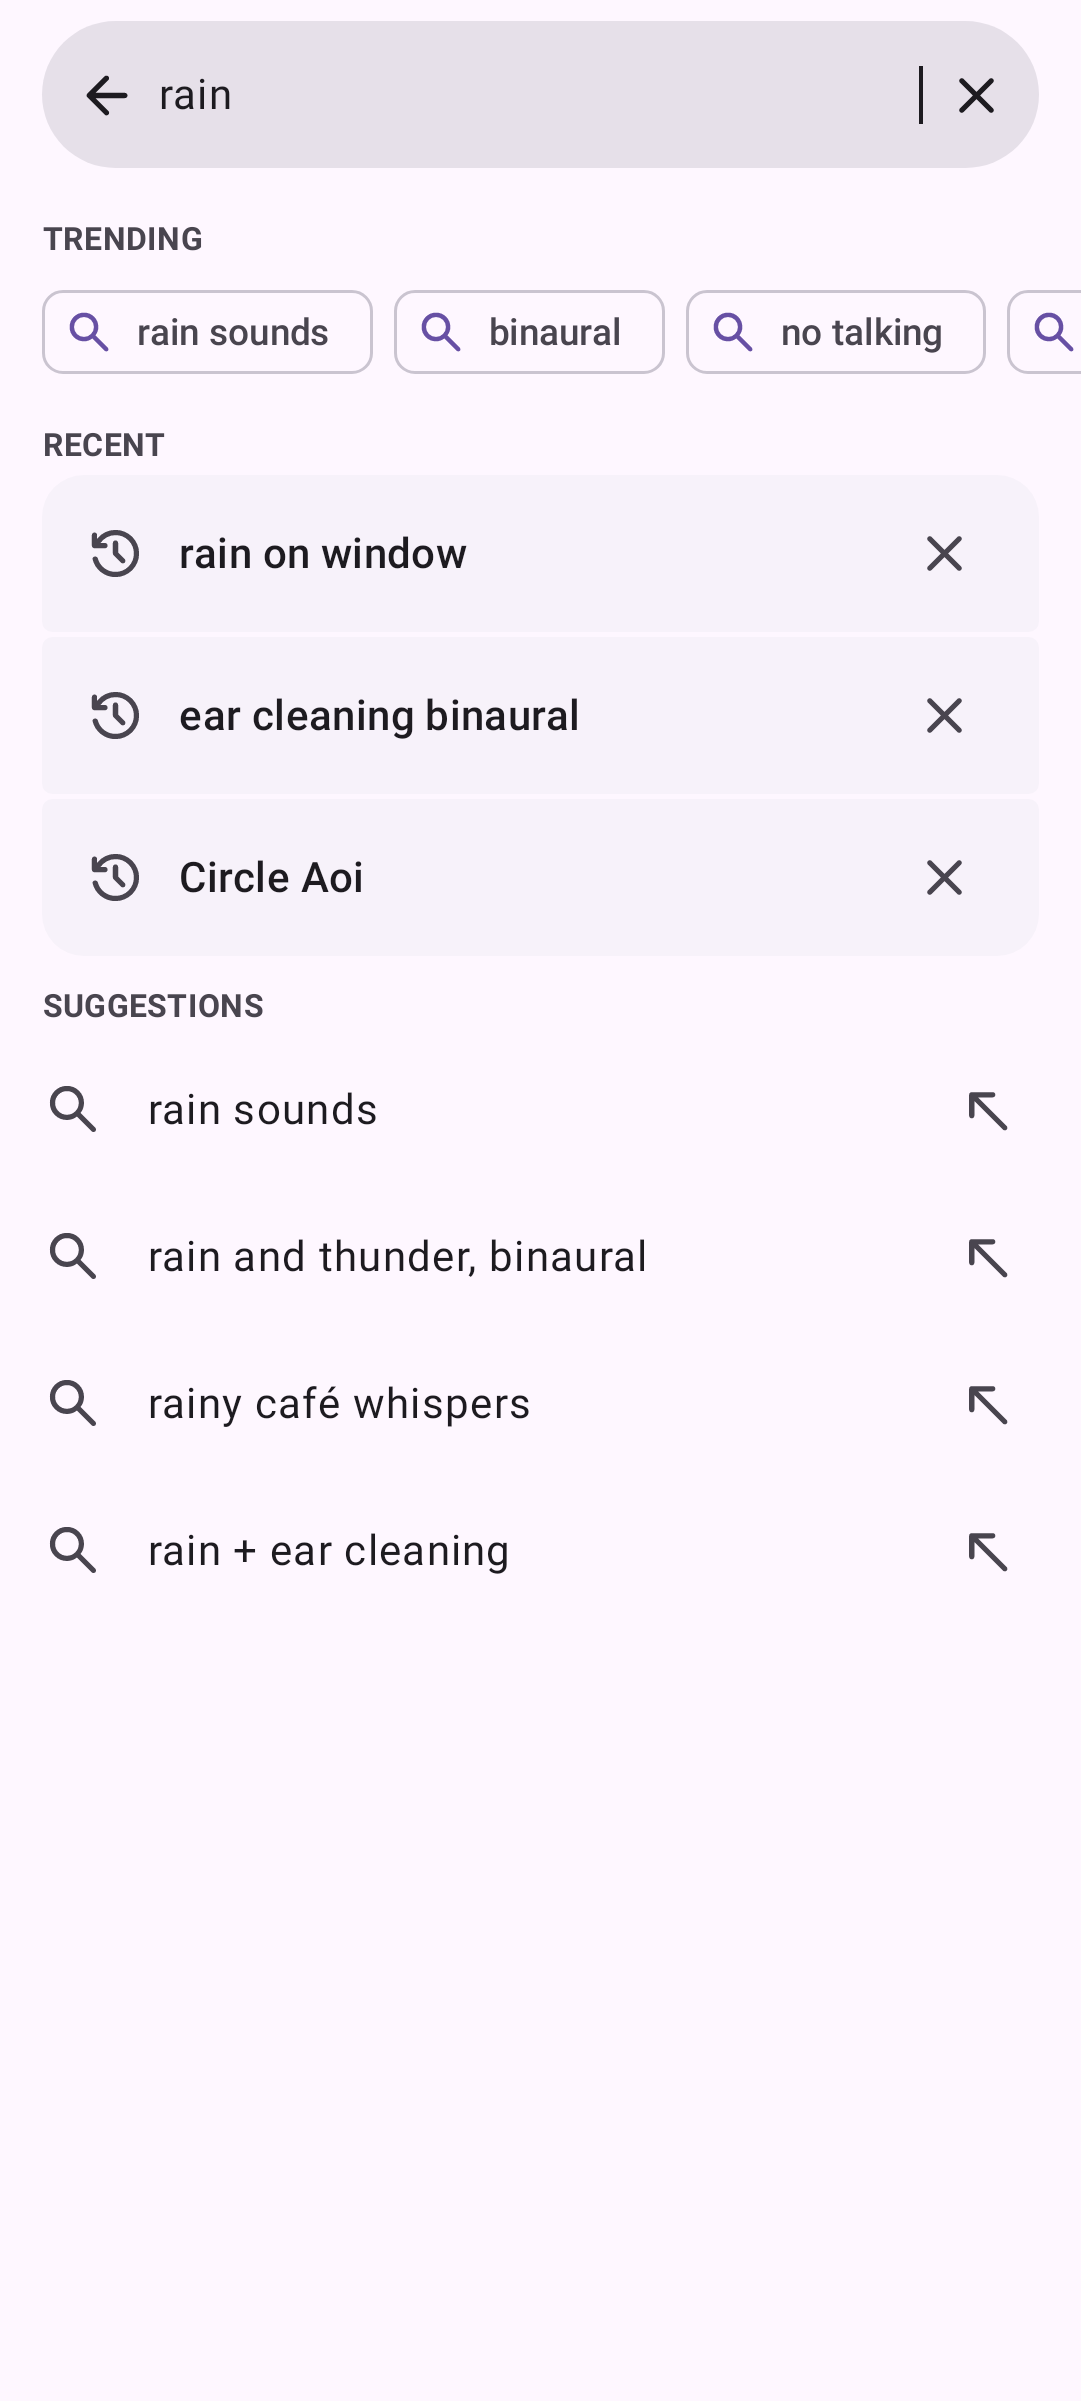 rain
TRENDING
rain sounds
binaural
no talking
RECENT
rain on window
ear cleaning binaural
Circle Aoi
SUGGESTIONS
rain sounds
rain and thunder, binaural
rainy café whispers
rain + ear cleaning